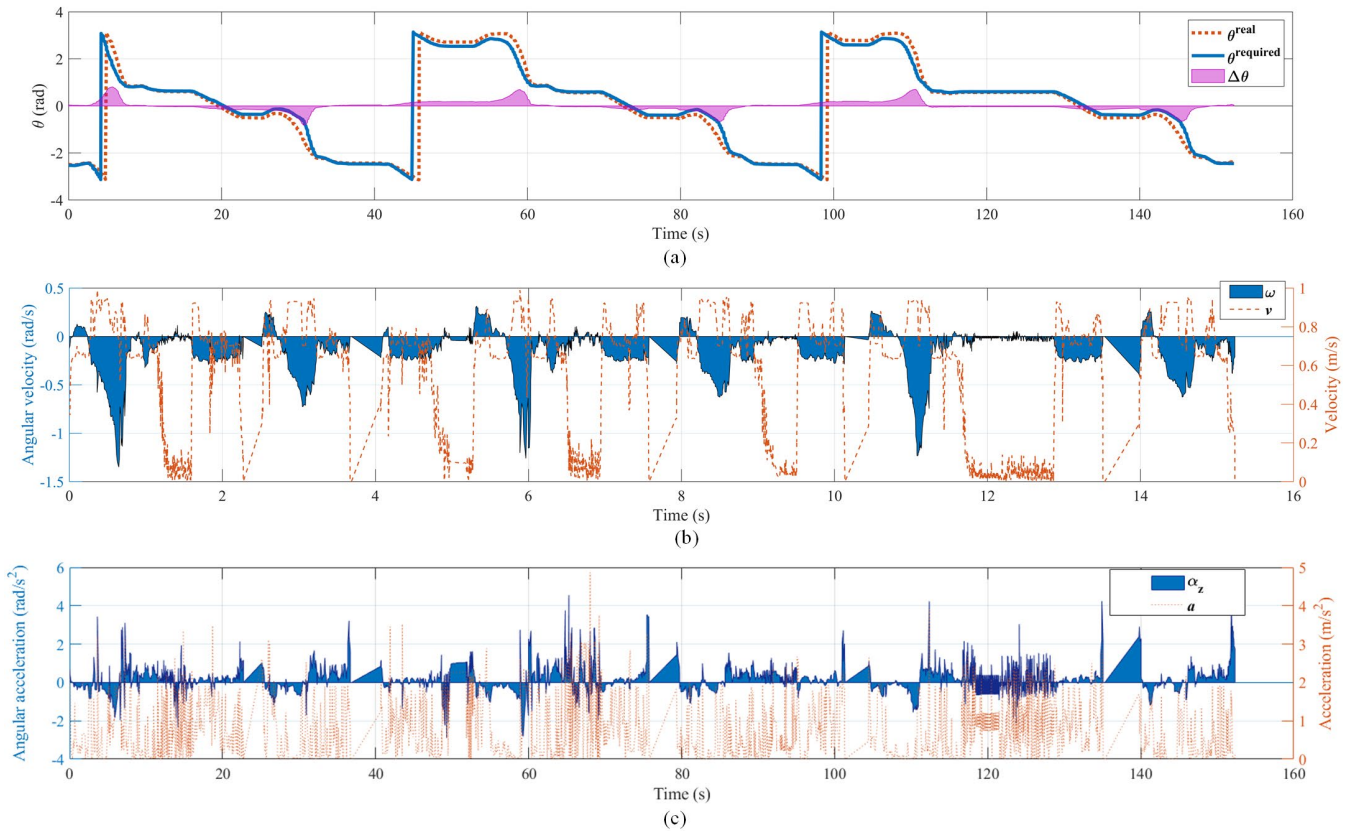 4
2
0
-2
-4
θ (rad)
θ^real
θ^required
Δθ
0 20 40 60 80 100 120 140 160
Time (s)
(a)
0.5
0
-0.5
-1
-1.5
Angular velocity (rad/s)
ω
v
1
0.8
0.6
0.4
0.2
0
Velocity (m/s)
0 2 4 6 8 10 12 14 16
Time (s)
(b)
6
4
2
0
-2
-4
Angular acceleration (rad/s²)
α_z
a
5
4
3
2
1
0
Acceleration (m/s²)
0 20 40 60 80 100 120 140 160
Time (s)
(c)